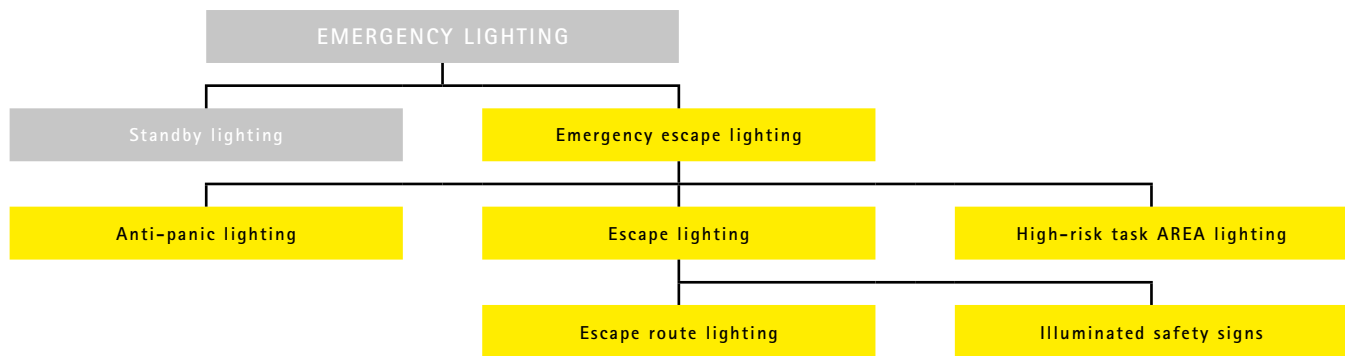 EMERGENCY LIGHTING
Standby lighting
Emergency escape lighting
Anti-panic lighting
Escape lighting
High-risk task AREA lighting
Escape route lighting
Illuminated safety signs